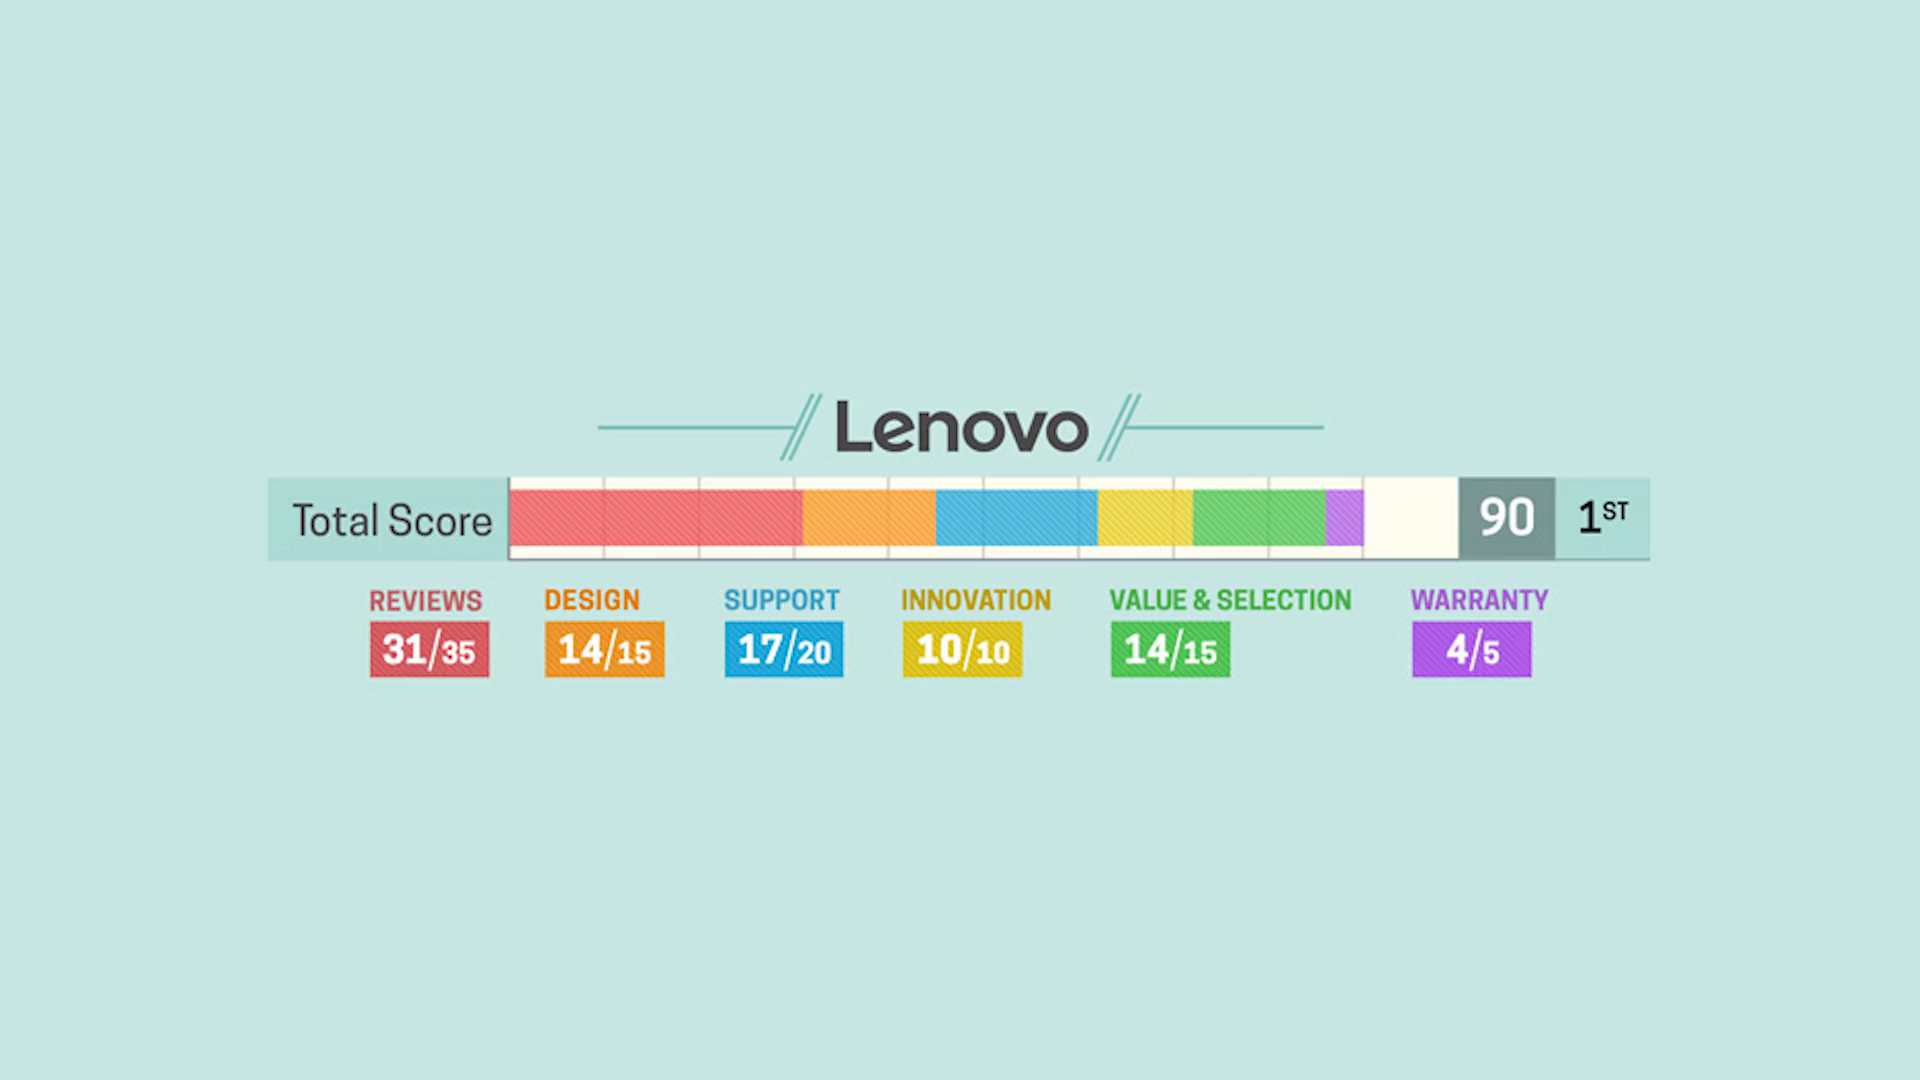 Lenovo
Total Score 90 1ST
REVIEWS DESIGN SUPPORT INNOVATION VALUE & SELECTION WARRANTY
31/35 14/15 17/20 10/10 14/15 4/5